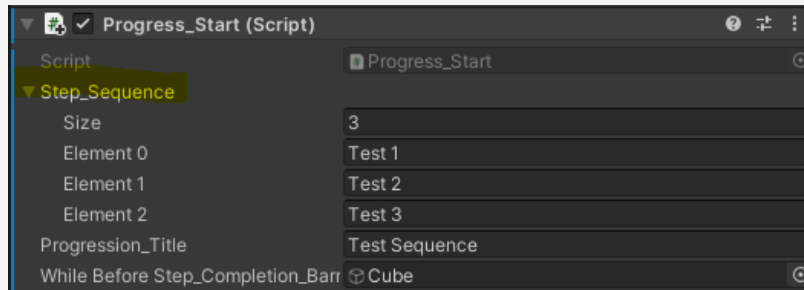 Progress_Start (Script)
Script Progress_Start
Step_Sequence
Size 3
Element 0 Test 1
Element 1 Test 2
Element 2 Test 3
Progression_Title Test Sequence
While Before Step_Completion_Barr Cube